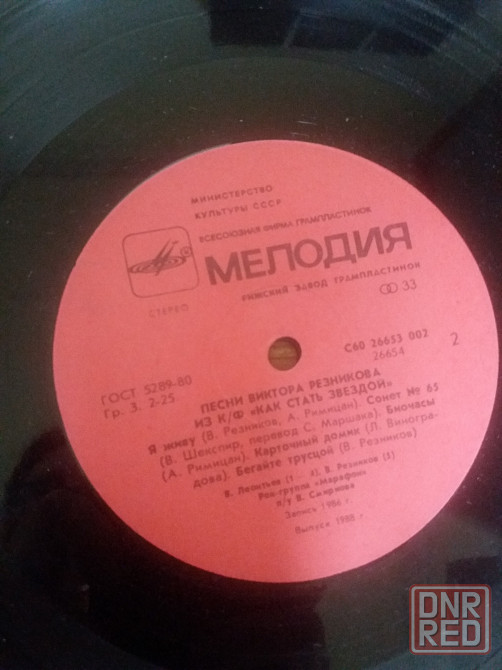 МИНИСТЕРСТВО
КУЛЬТУРЫ СССР
ВСЕСОЮЗНАЯ ФИРМА ГРАМПЛАСТИНОК
МЕЛОДИЯ
РИЖСКИЙ ЗАВОД ГРАМПЛАСТИНОК
СТЕРЕО
33
С60 26653 002
26654
2
ГОСТ 5289-80
Гр. 3. 2-25
ПЕСНИ ВИКТОРА РЕЗНИКОВА
ИЗ К/Ф «КАК СТАТЬ ЗВЕЗДОЙ»
Я живу (В. Резников, А. Римицан). Сонет № 65
(В. Шекспир, перевод С. Маршака). Биочасы
(А. Римицан). Карточный домик (Л. Виногра-
дова). Бегайте трусцой (В. Резников)
В. Леонтьев (1 — 4), В. Резников (5)
Рок-группа «Марафон»
п/у В. Смирнова
Запись 1986 г.
Выпуск 1988 г.
DNR
RED